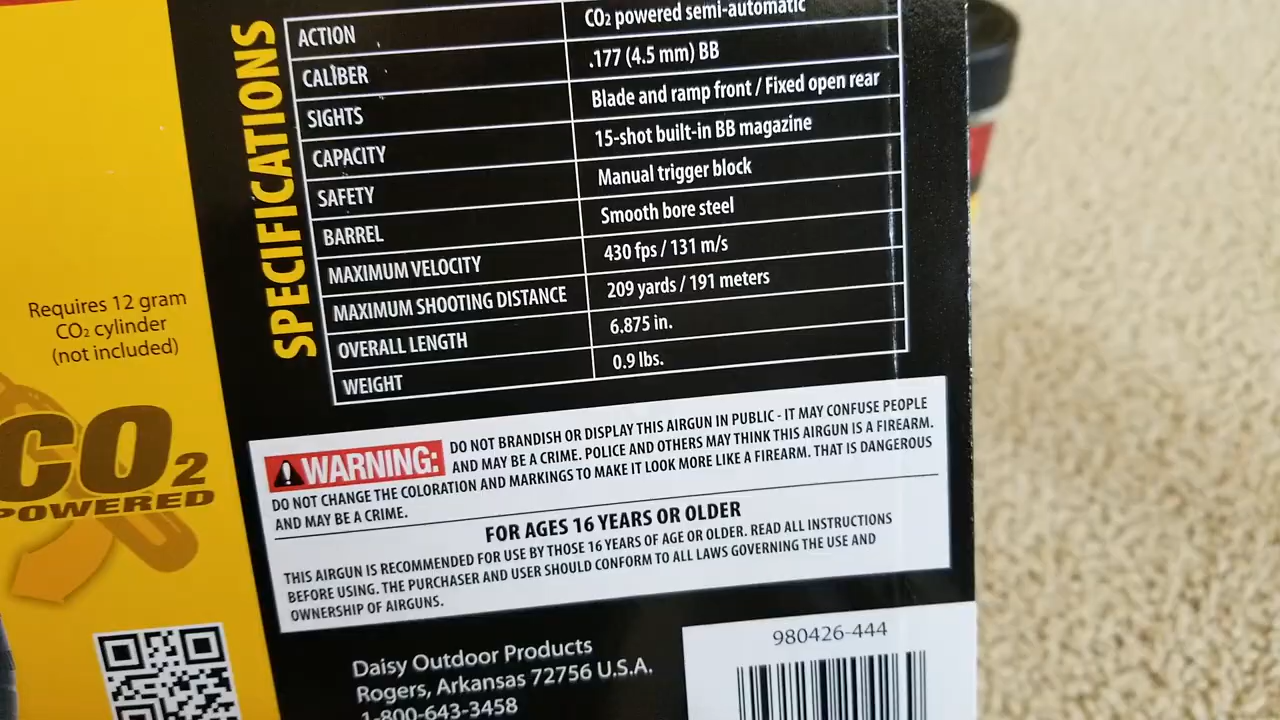 SPECIFICATIONS
ACTION CO2 powered semi-automatic
CALIBER .177 (4.5 mm) BB
SIGHTS Blade and ramp front / Fixed open rear
CAPACITY 15-shot built-in BB magazine
SAFETY Manual trigger block
BARREL Smooth bore steel
MAXIMUM VELOCITY 430 fps / 131 m/s
MAXIMUM SHOOTING DISTANCE 209 yards / 191 meters
OVERALL LENGTH 6.875 in.
WEIGHT 0.9 lbs.
Requires 12 gram
CO2 cylinder
(not included)
CO2
POWERED
WARNING: DO NOT BRANDISH OR DISPLAY THIS AIRGUN IN PUBLIC - IT MAY CONFUSE PEOPLE
AND MAY BE A CRIME. POLICE AND OTHERS MAY THINK THIS AIRGUN IS A FIREARM.
DO NOT CHANGE THE COLORATION AND MARKINGS TO MAKE IT LOOK MORE LIKE A FIREARM. THAT IS DANGEROUS
AND MAY BE A CRIME.
FOR AGES 16 YEARS OR OLDER
THIS AIRGUN IS RECOMMENDED FOR USE BY THOSE 16 YEARS OF AGE OR OLDER. READ ALL INSTRUCTIONS
BEFORE USING. THE PURCHASER AND USER SHOULD CONFORM TO ALL LAWS GOVERNING THE USE AND
OWNERSHIP OF AIRGUNS.
Daisy Outdoor Products
Rogers, Arkansas 72756 U.S.A.
1-800-643-3458
980426-444